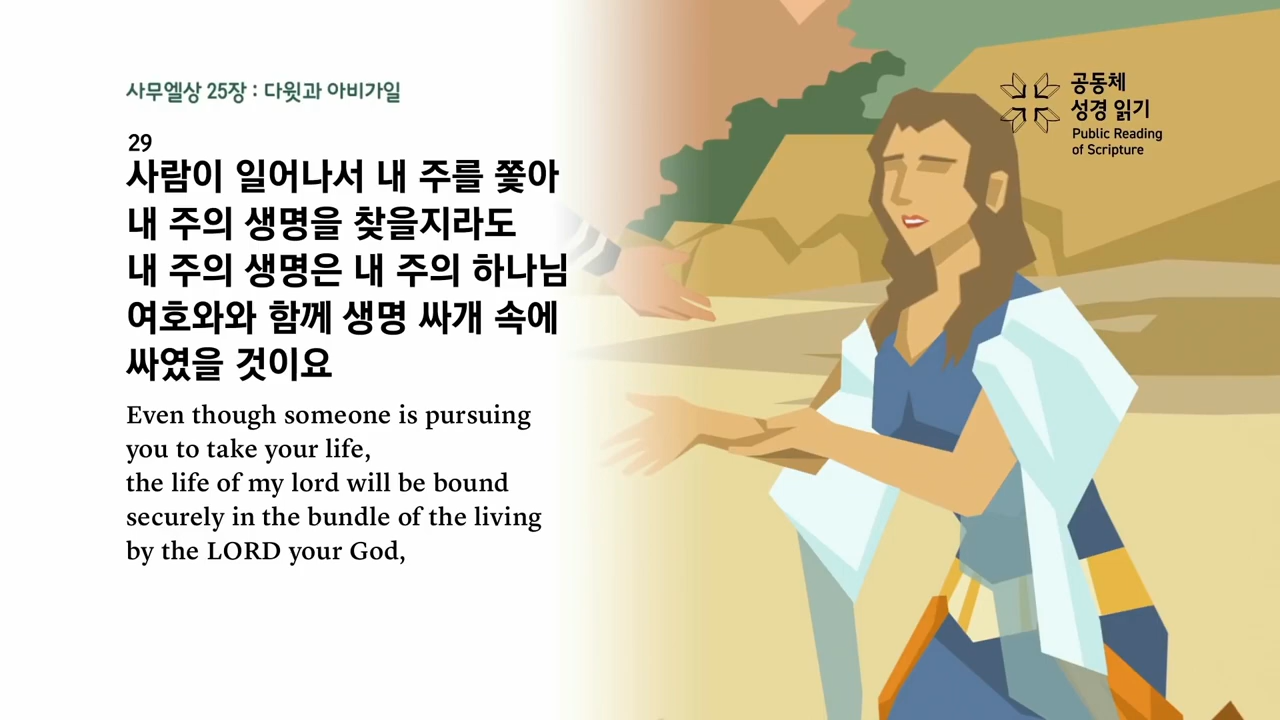 사무엘상 25장 : 다윗과 아비가일
29
사람이 일어나서 내 주를 쫓아
내 주의 생명을 찾을지라도
내 주의 생명은 내 주의 하나님
여호와와 함께 생명 싸개 속에
싸였을 것이요
Even though someone is pursuing
you to take your life,
the life of my lord will be bound
securely in the bundle of the living
by the LORD your God,
공동체
성경 읽기
Public Reading
of Scripture